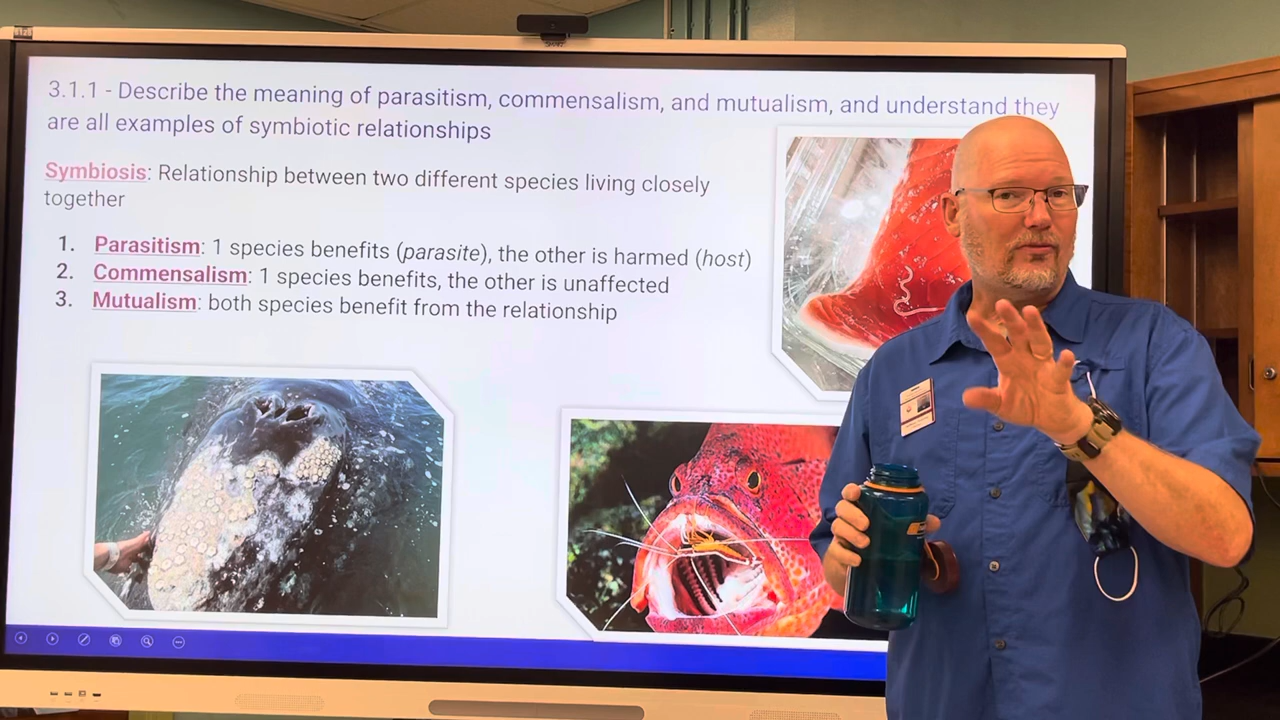 3.1.1 - Describe the meaning of parasitism, commensalism, and mutualism, and understand they
are all examples of symbiotic relationships
Symbiosis: Relationship between two different species living closely
together
1. Parasitism: 1 species benefits (parasite), the other is harmed (host)
2. Commensalism: 1 species benefits, the other is unaffected
3. Mutualism: both species benefit from the relationship